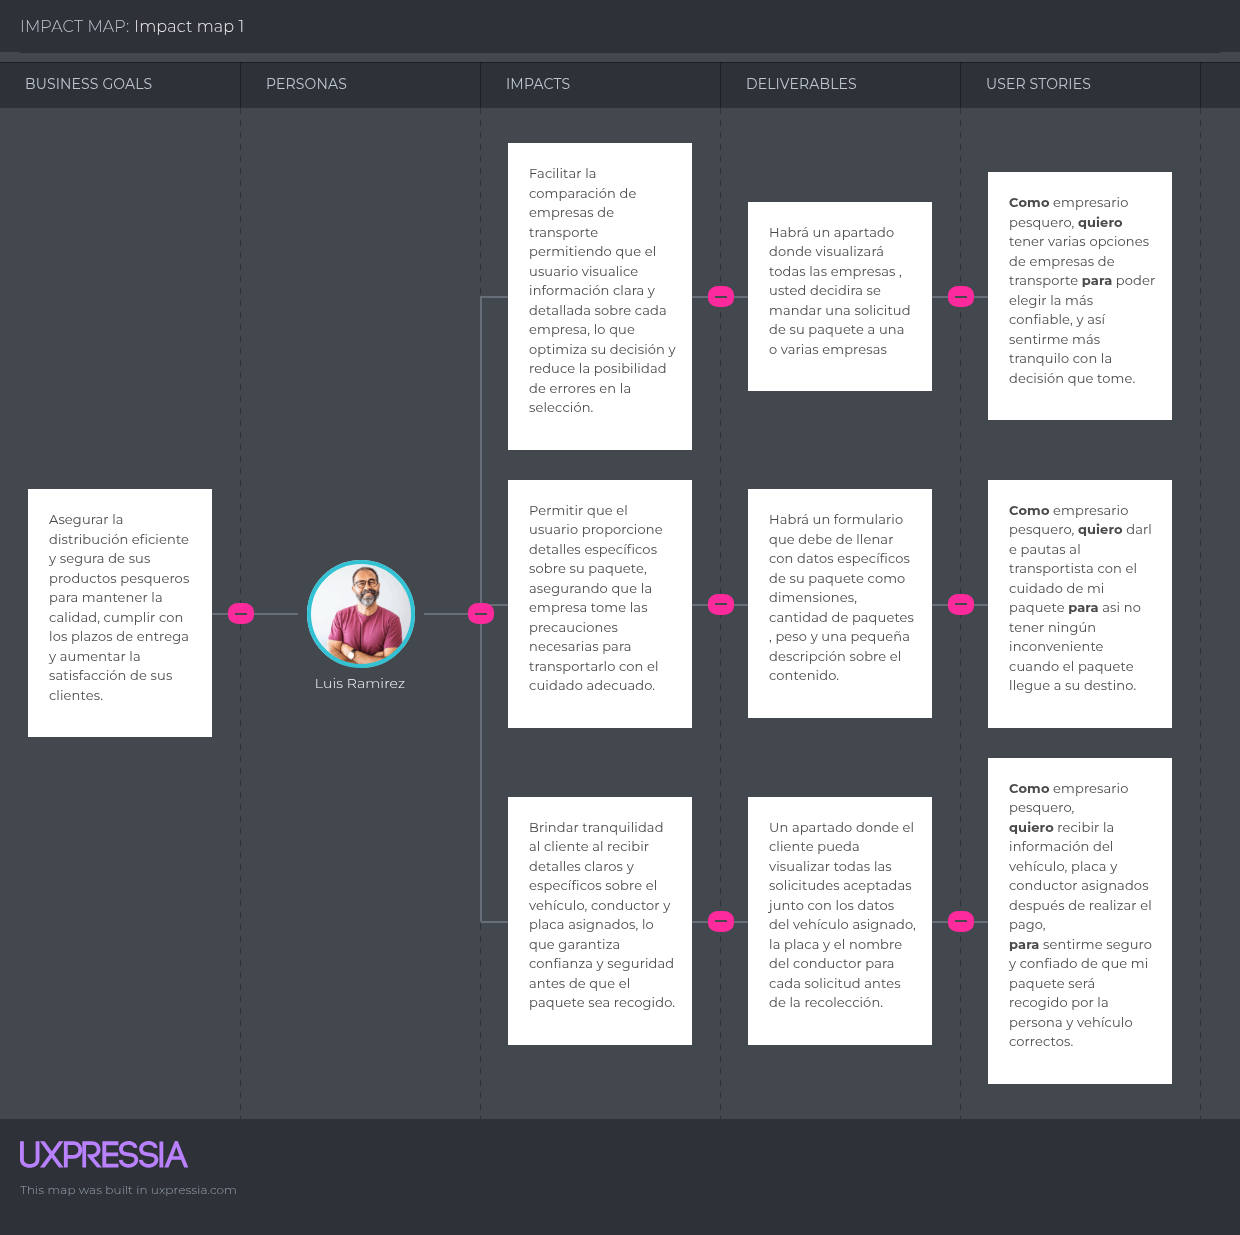 IMPACT MAP: Impact map 1
BUSINESS GOALS
PERSONAS
IMPACTS
DELIVERABLES
USER STORIES
Asegurar la
distribución eficiente
y segura de sus
productos pesqueros
para mantener la
calidad, cumplir con
los plazos de entrega
y aumentar la
satisfacción de sus
clientes.
Luis Ramirez
Facilitar la
comparación de
empresas de
transporte
permitiendo que el
usuario visualice
información clara y
detallada sobre cada
empresa, lo que
optimiza su decisión y
reduce la posibilidad
de errores en la
selección.
Habrá un apartado
donde visualizará
todas las empresas ,
usted decidira se
mandar una solicitud
de su paquete a una
o varias empresas
Como empresario
pesquero, quiero
tener varias opciones
de empresas de
transporte para poder
elegir la más
confiable, y así
sentirme más
tranquilo con la
decisión que tome.
Permitir que el
usuario proporcione
detalles específicos
sobre su paquete,
asegurando que la
empresa tome las
precauciones
necesarias para
transportarlo con el
cuidado adecuado.
Habrá un formulario
que debe de llenar
con datos específicos
de su paquete como
dimensiones,
cantidad de paquetes
, peso y una pequeña
descripción sobre el
contenido.
Como empresario
pesquero, quiero darl
e pautas al
transportista con el
cuidado de mi
paquete para asi no
tener ningún
inconveniente
cuando el paquete
llegue a su destino.
Brindar tranquilidad
al cliente al recibir
detalles claros y
específicos sobre el
vehículo, conductor y
placa asignados, lo
que garantiza
confianza y seguridad
antes de que el
paquete sea recogido.
Un apartado donde el
cliente pueda
visualizar todas las
solicitudes aceptadas
junto con los datos
del vehículo asignado,
la placa y el nombre
del conductor para
cada solicitud antes
de la recolección.
Como empresario
pesquero,
quiero recibir la
información del
vehículo, placa y
conductor asignados
después de realizar el
pago,
para sentirme seguro
y confiado de que mi
paquete será
recogido por la
persona y vehículo
correctos.
UXPRESSIA
This map was built in uxpressia.com